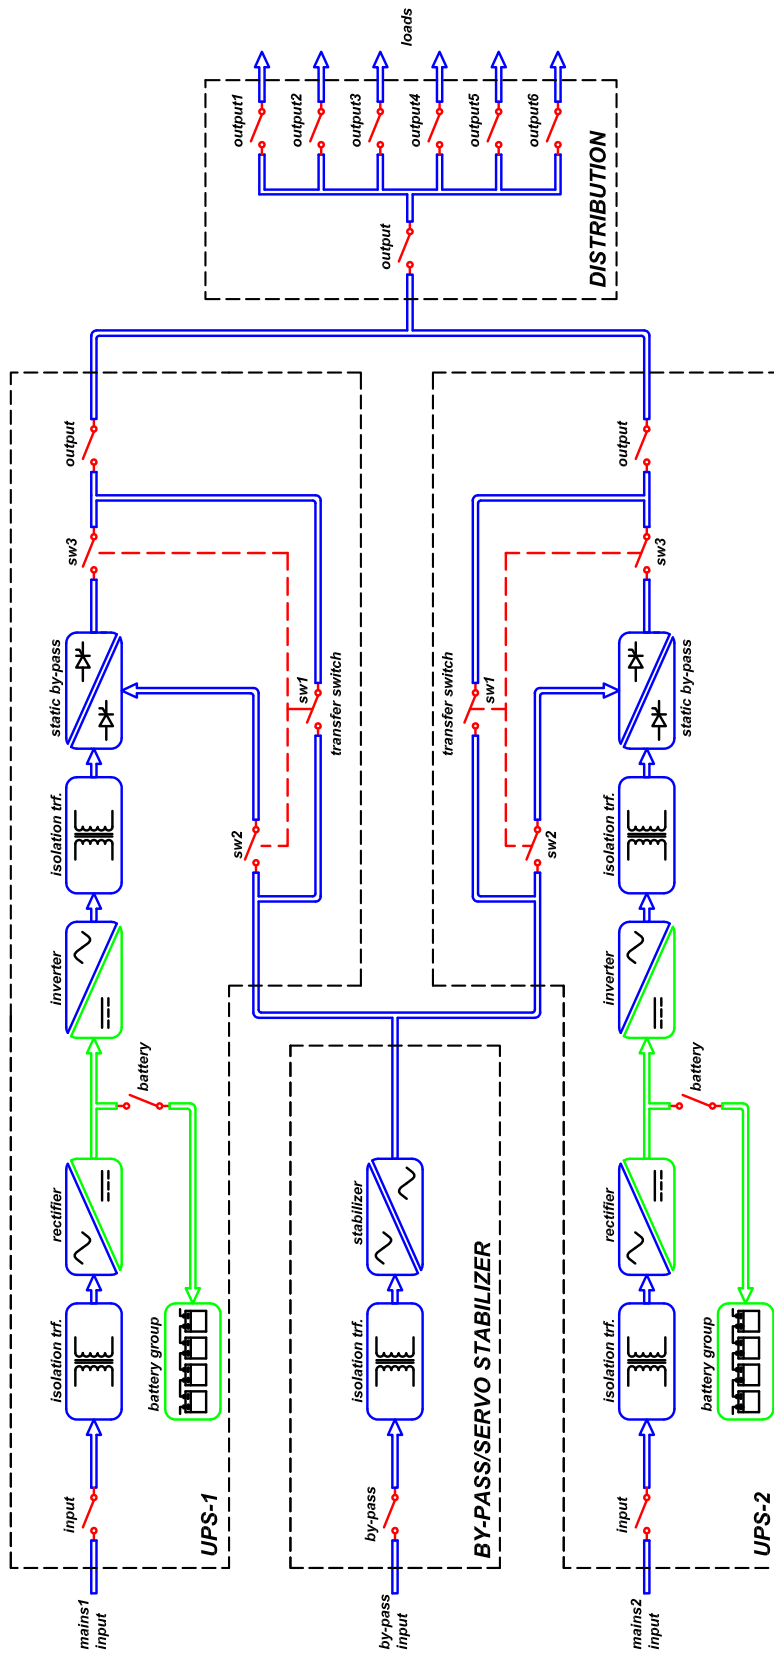 mains1
input
input
isolation trf.
rectifier
battery
battery group
inverter
isolation trf.
static by-pass
sw3
output
sw2
sw1
transfer switch
UPS-1
by-pass
input
by-pass
isolation trf.
stabilizer
BY-PASS/SERVO STABILIZER
mains2
input
input
isolation trf.
rectifier
battery
battery group
inverter
isolation trf.
static by-pass
sw3
output
sw2
sw1
transfer switch
UPS-2
output
output1
output2
output3
output4
output5
output6
DISTRIBUTION
loads